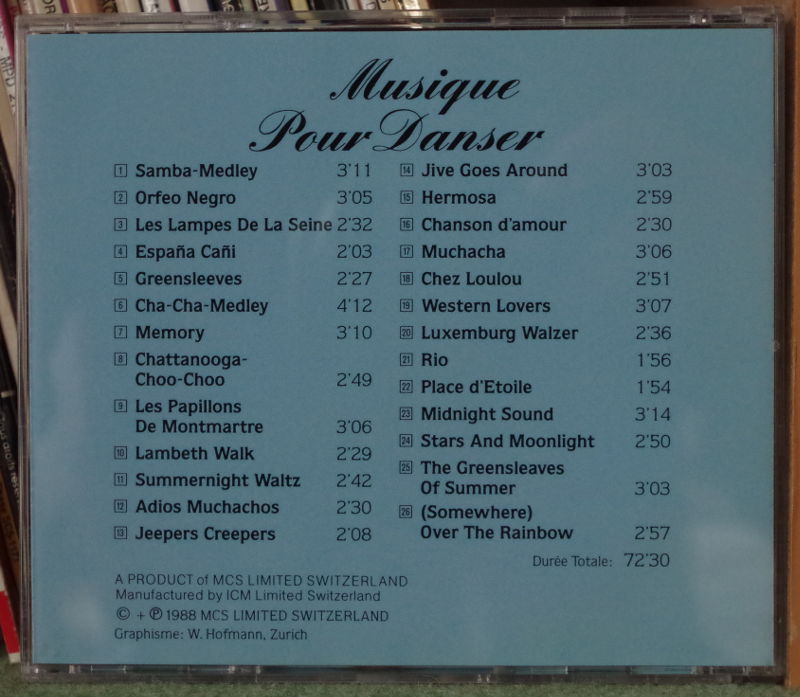 Musique
Pour Danser
1 Samba-Medley 3'11
2 Orfeo Negro 3'05
3 Les Lampes De La Seine 2'32
4 España Cañi 2'03
5 Greensleeves 2'27
6 Cha-Cha-Medley 4'12
7 Memory 3'10
8 Chattanooga-
Choo-Choo 2'49
9 Les Papillons
De Montmartre 3'06
10 Lambeth Walk 2'29
11 Summernight Waltz 2'42
12 Adios Muchachos 2'30
13 Jeepers Creepers 2'08
14 Jive Goes Around 3'03
15 Hermosa 2'59
16 Chanson d'amour 2'30
17 Muchacha 3'06
18 Chez Loulou 2'51
19 Western Lovers 3'07
20 Luxemburg Walzer 2'36
21 Rio 1'56
22 Place d'Etoile 1'54
23 Midnight Sound 3'14
24 Stars And Moonlight 2'50
25 The Greensleaves
Of Summer 3'03
26 (Somewhere)
Over The Rainbow 2'57
Durée Totale: 72'30
A PRODUCT of MCS LIMITED SWITZERLAND
Manufactured by ICM Limited Switzerland
© + ℗ 1988 MCS LIMITED SWITZERLAND
Graphisme: W. Hofmann, Zurich